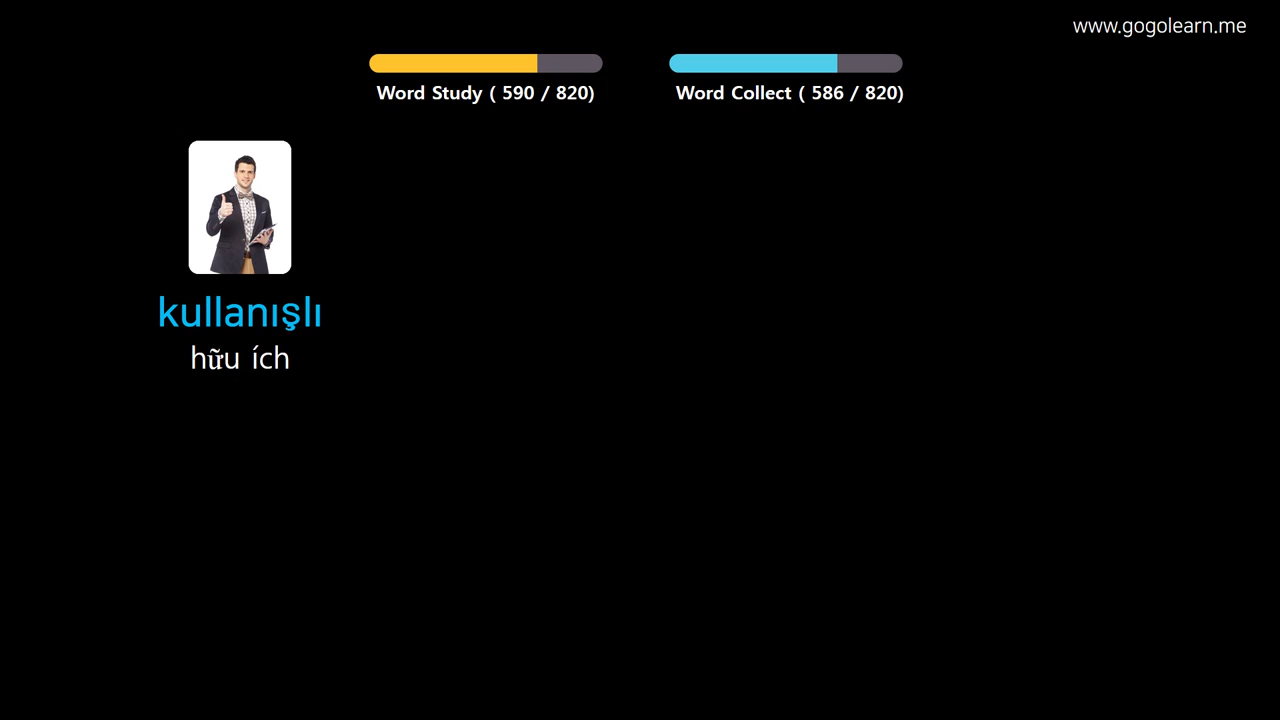 www.gogolearn.me
Word Study ( 590 / 820)
Word Collect ( 586 / 820)
kullanışlı
hữu ích